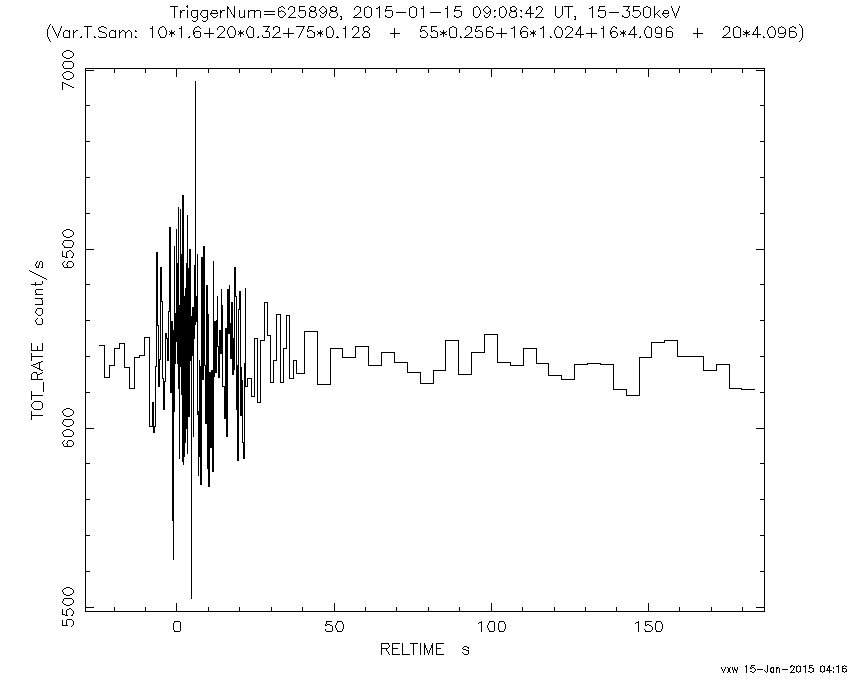 TriggerNum=625898, 2015-01-15 09:08:42 UT, 15-350keV
(Var.T.Sam: 10*1.6+20*0.32+75*0.128 + 55*0.256+16*1.024+16*4.096 + 20*4.096)
7000
6500
6000
5500
TOT_RATE count/s
0 50 100 150
RELTIME s
vxw 15-Jan-2015 04:16